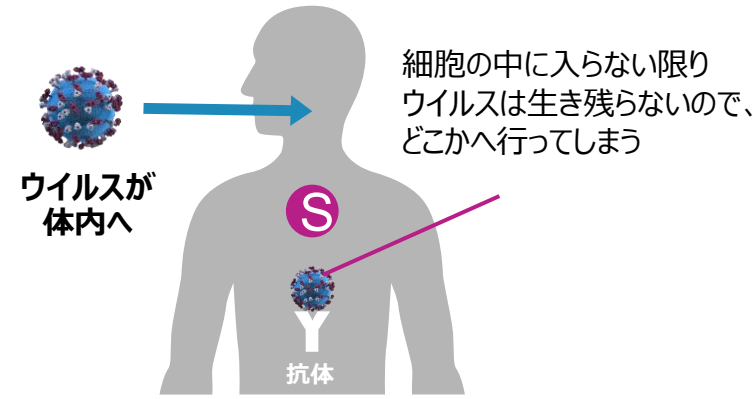 細胞の中に入らない限り
ウイルスは生き残らないので、
どこかへ行ってしまう
ウイルスが
体内へ
S
Y
抗体